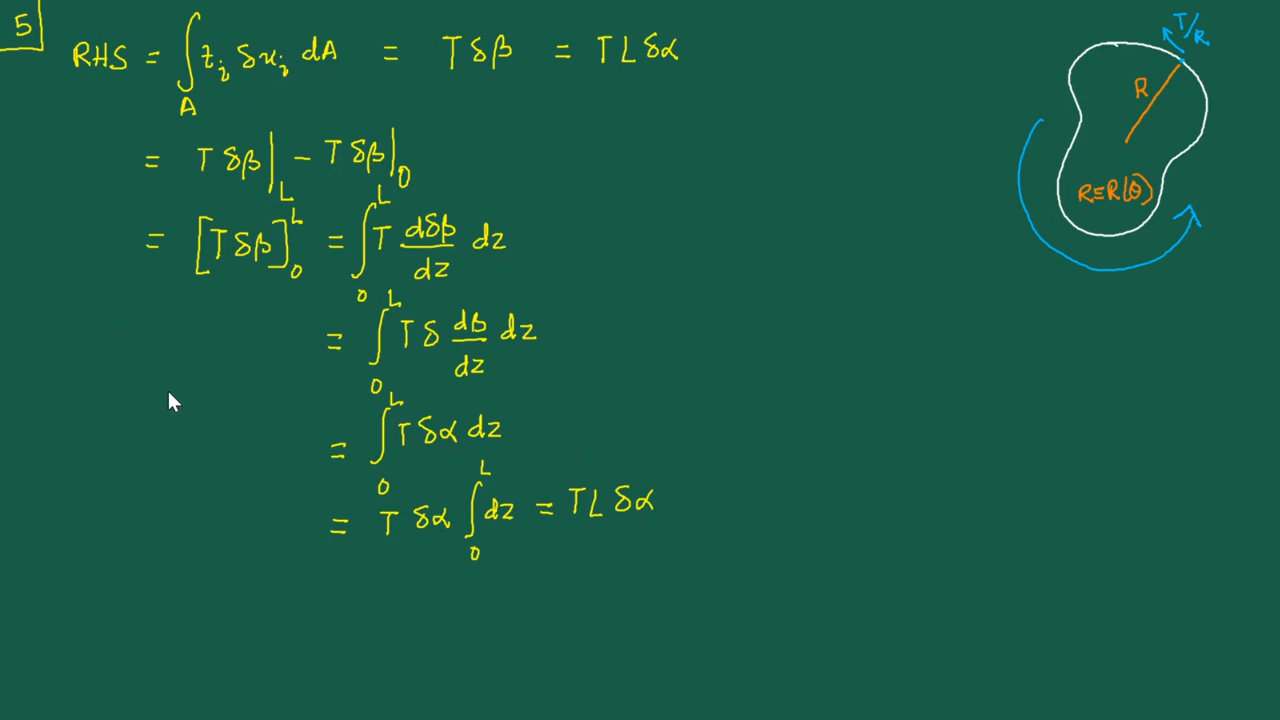 5
RHS = ∫_A t_i δx_i dA = T δβ = T L δα
= T δβ|_L − T δβ|_0
= [T δβ]_0^L = ∫_0^L T dδβ/dz dz
= ∫_0^L T δ dβ/dz dz
= ∫_0^L T δα dz
= T δα ∫_0^L dz = T L δα
T/R
R
R≡R(θ)